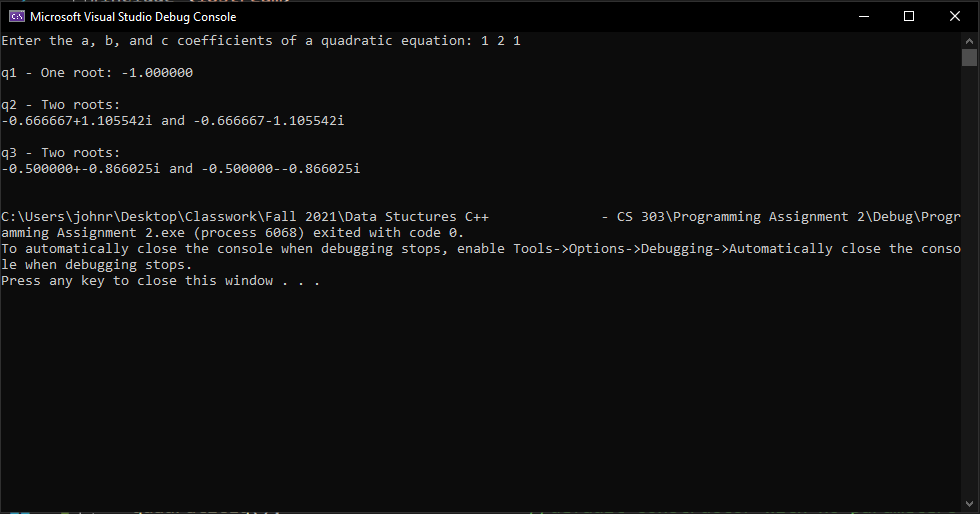 Microsoft Visual Studio Debug Console
Enter the a, b, and c coefficients of a quadratic equation: 1 2 1
q1 - One root: -1.000000
q2 - Two roots:
-0.666667+1.105542i and -0.666667-1.105542i
q3 - Two roots:
-0.500000+-0.866025i and -0.500000--0.866025i
C:\Users\johnr\Desktop\Classwork\Fall 2021\Data Stuctures C++              - CS 303\Programming Assignment 2\Debug\Progr
amming Assignment 2.exe (process 6068) exited with code 0.
To automatically close the console when debugging stops, enable Tools->Options->Debugging->Automatically close the conso
le when debugging stops.
Press any key to close this window . . .